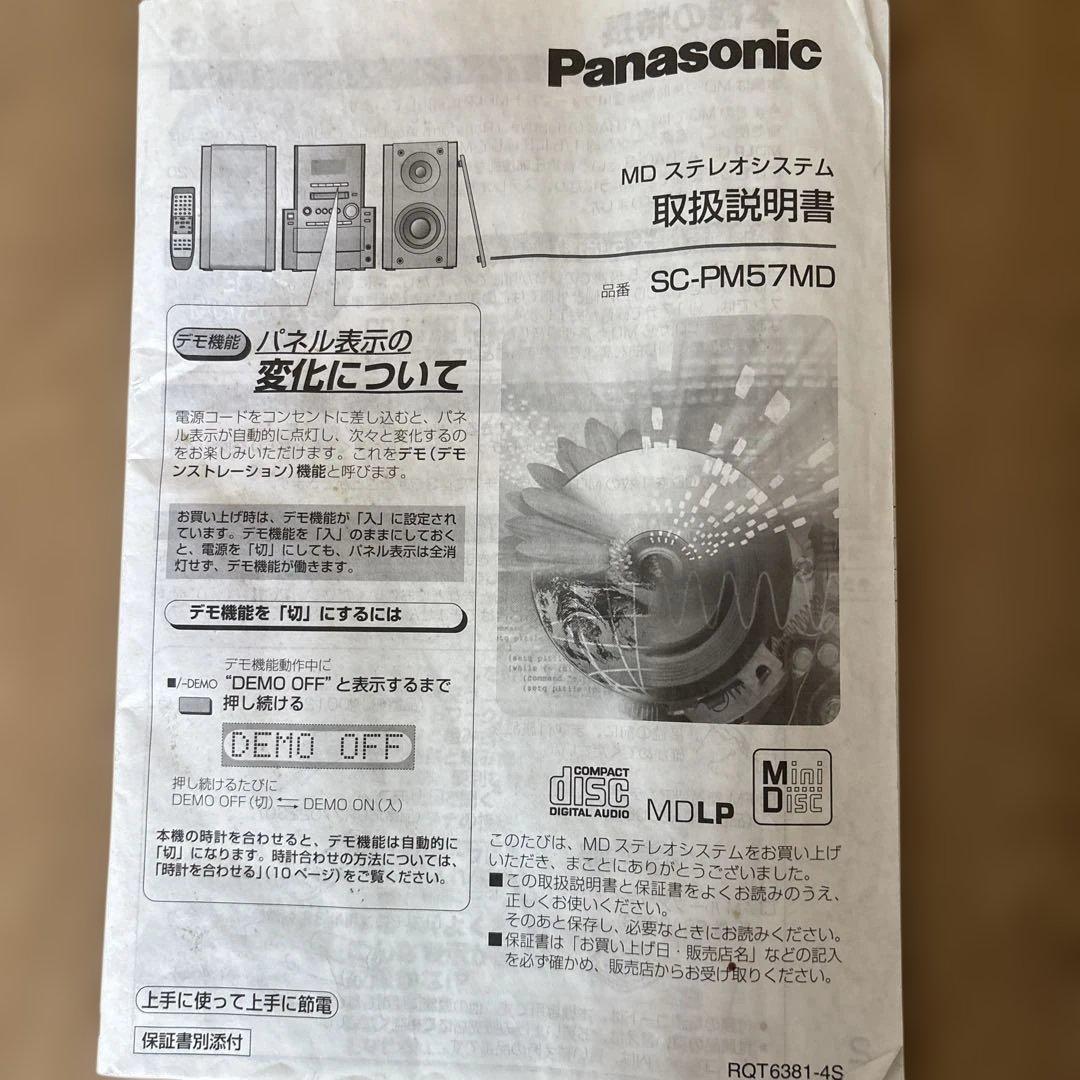 Panasonic
MD ステレオシステム
取扱説明書
品番 SC-PM57MD
デモ機能 パネル表示の
変化について
電源コードをコンセントに差し込むと、パネ
ル表示が自動的に点灯し、次々と変化するの
をお楽しみいただけます。これをデモ(デモ
ンストレーション)機能と呼びます。
お買い上げ時は、デモ機能が「入」に設定され
ています。デモ機能を「入」のままにしておく
と、電源を「切」にしても、パネル表示は全消
灯せず、デモ機能が働きます。
デモ機能を「切」にするには
デモ機能動作中に
■/-DEMO “DEMO OFF”と表示するまで
押し続ける
DEMO OFF
押し続けるたびに
DEMO OFF(切) ⇆ DEMO ON(入)
本機の時計を合わせると、デモ機能は自動的に
「切」になります。時計合わせの方法については、
「時計を合わせる」(10ページ)をご覧ください。
上手に使って上手に節電
保証書別添付
COMPACT
disc
DIGITAL AUDIO
MDLP
Mini
Disc
このたびは、MD ステレオシステムをお買い上げ
いただき、まことにありがとうございました。
■この取扱説明書と保証書をよくお読みのうえ、
正しくお使いください。
そのあと保存し、必要なときにお読みください。
■保証書は「お買い上げ日・販売店名」などの記入
を必ず確かめ、販売店からお受け取りください。
RQT6381-4S